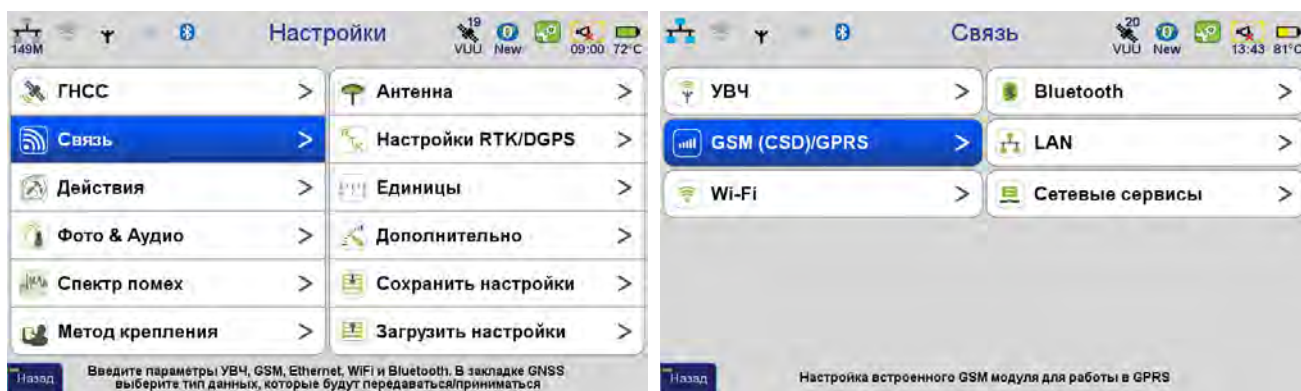 149M
Настройки
19
VUU
New
09:00
72°C
ГНСС >
Антенна >
Связь >
Настройки RTK/DGPS >
Действия >
Единицы >
Фото & Аудио >
Дополнительно >
Спектр помех >
Сохранить настройки >
Метод крепления >
Загрузить настройки >
Назад
Введите параметры УВЧ, GSM, Ethernet, WiFi и Bluetooth. В закладке GNSS
выберите тип данных, которые будут передаваться/приниматься
Связь
20
VUU
New
13:43
81°C
УВЧ >
Bluetooth >
GSM (CSD)/GPRS >
LAN >
Wi-Fi >
Сетевые сервисы >
Назад
Настройка встроенного GSM модуля для работы в GPRS